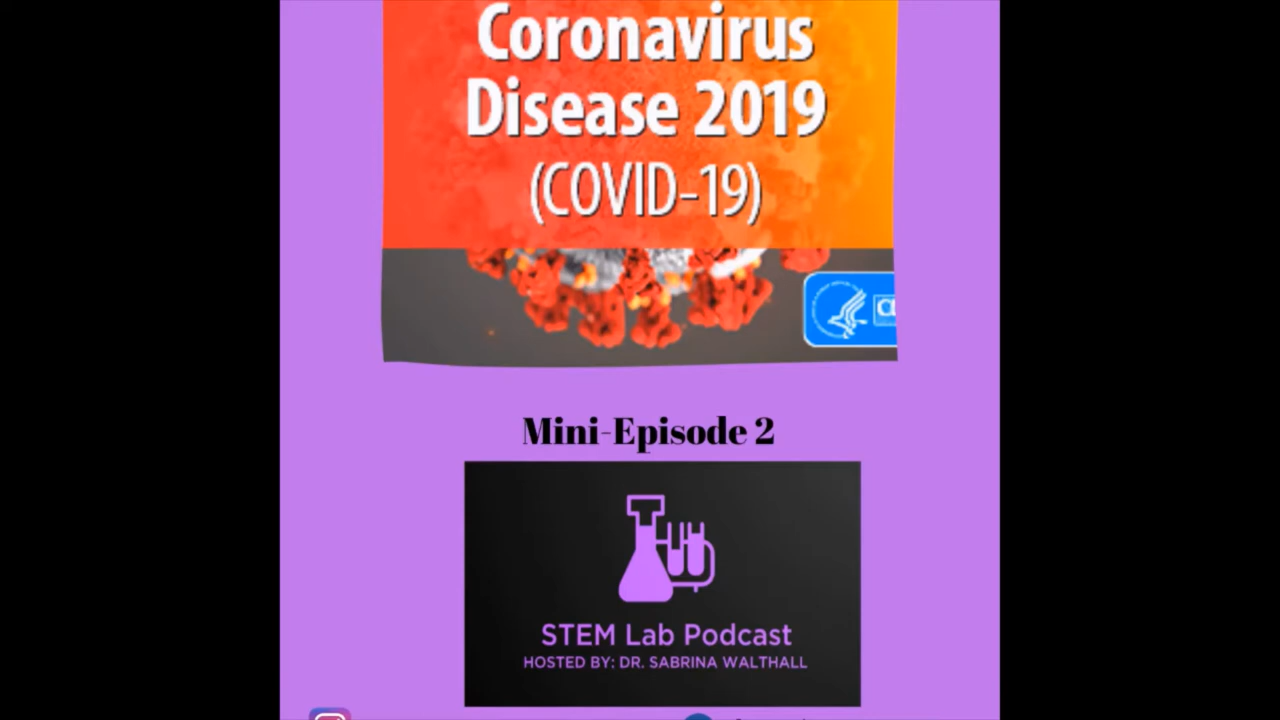 Coronavirus
Disease 2019
(COVID-19)
Mini-Episode 2
STEM Lab Podcast
HOSTED BY: DR. SABRINA WALTHALL